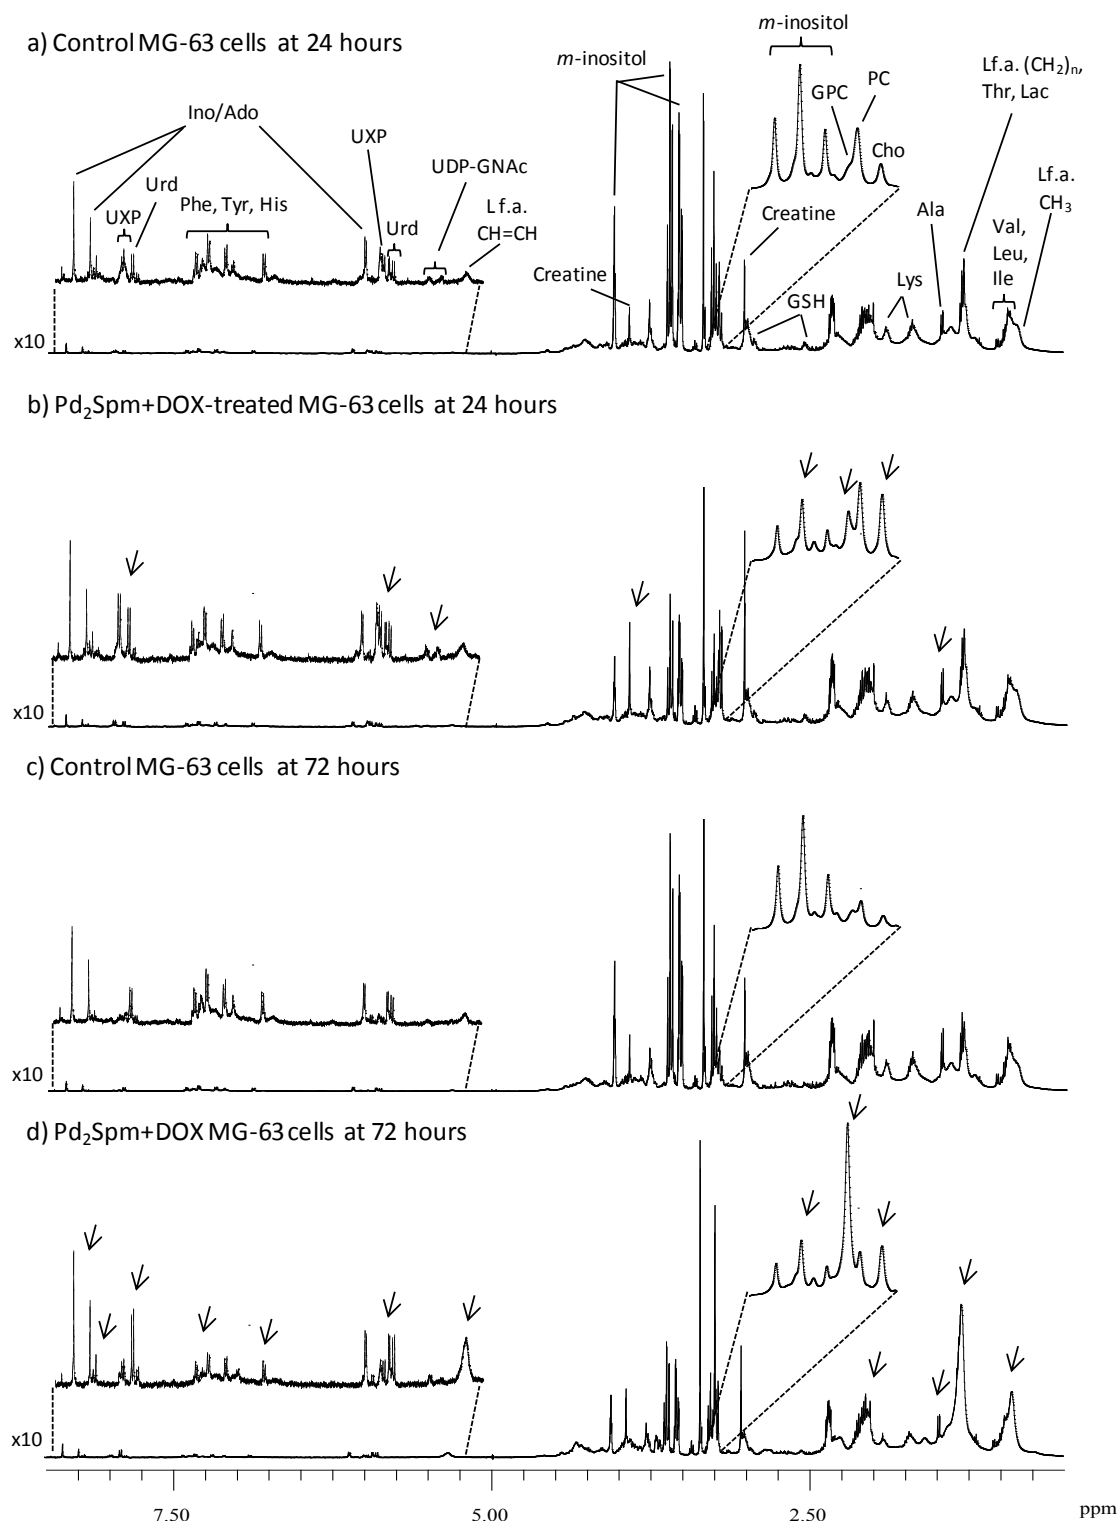 a) Control MG-63 cells at 24 hours
m-inositol
m-inositol
Lf.a. (CH₂)n,
Thr, Lac
GPC
PC
Cho
Ino/Ado
UXP
UDP-GNAc
Urd
UXP
Phe, Tyr, His
Urd
L f.a.
CH=CH
Lf.a.
CH₃
Creatine
Creatine
Ala
Val,
Leu,
Ile
GSH
Lys
x10
b) Pd₂Spm+DOX-treated MG-63 cells at 24 hours
x10
c) Control MG-63 cells at 72 hours
x10
d) Pd₂Spm+DOX MG-63 cells at 72 hours
x10
7.50
5.00
2.50
ppm